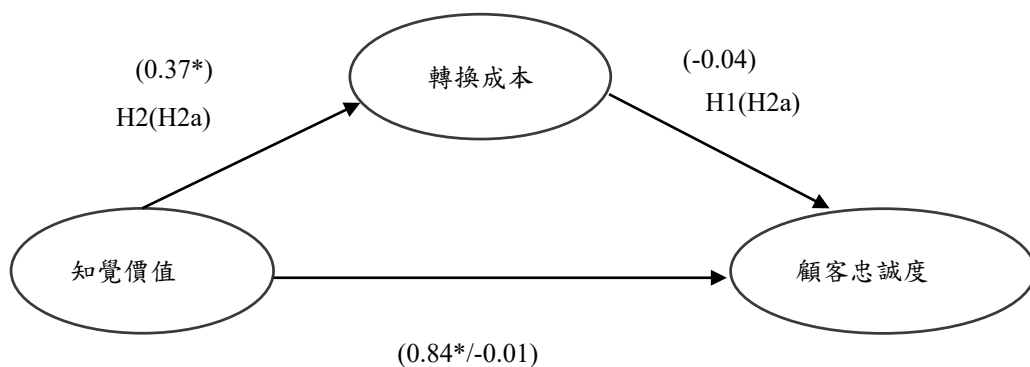 (0.37*)
H2(H2a)
轉換成本
(-0.04)
H1(H2a)
知覺價值
顧客忠誠度
(0.84*/-0.01)